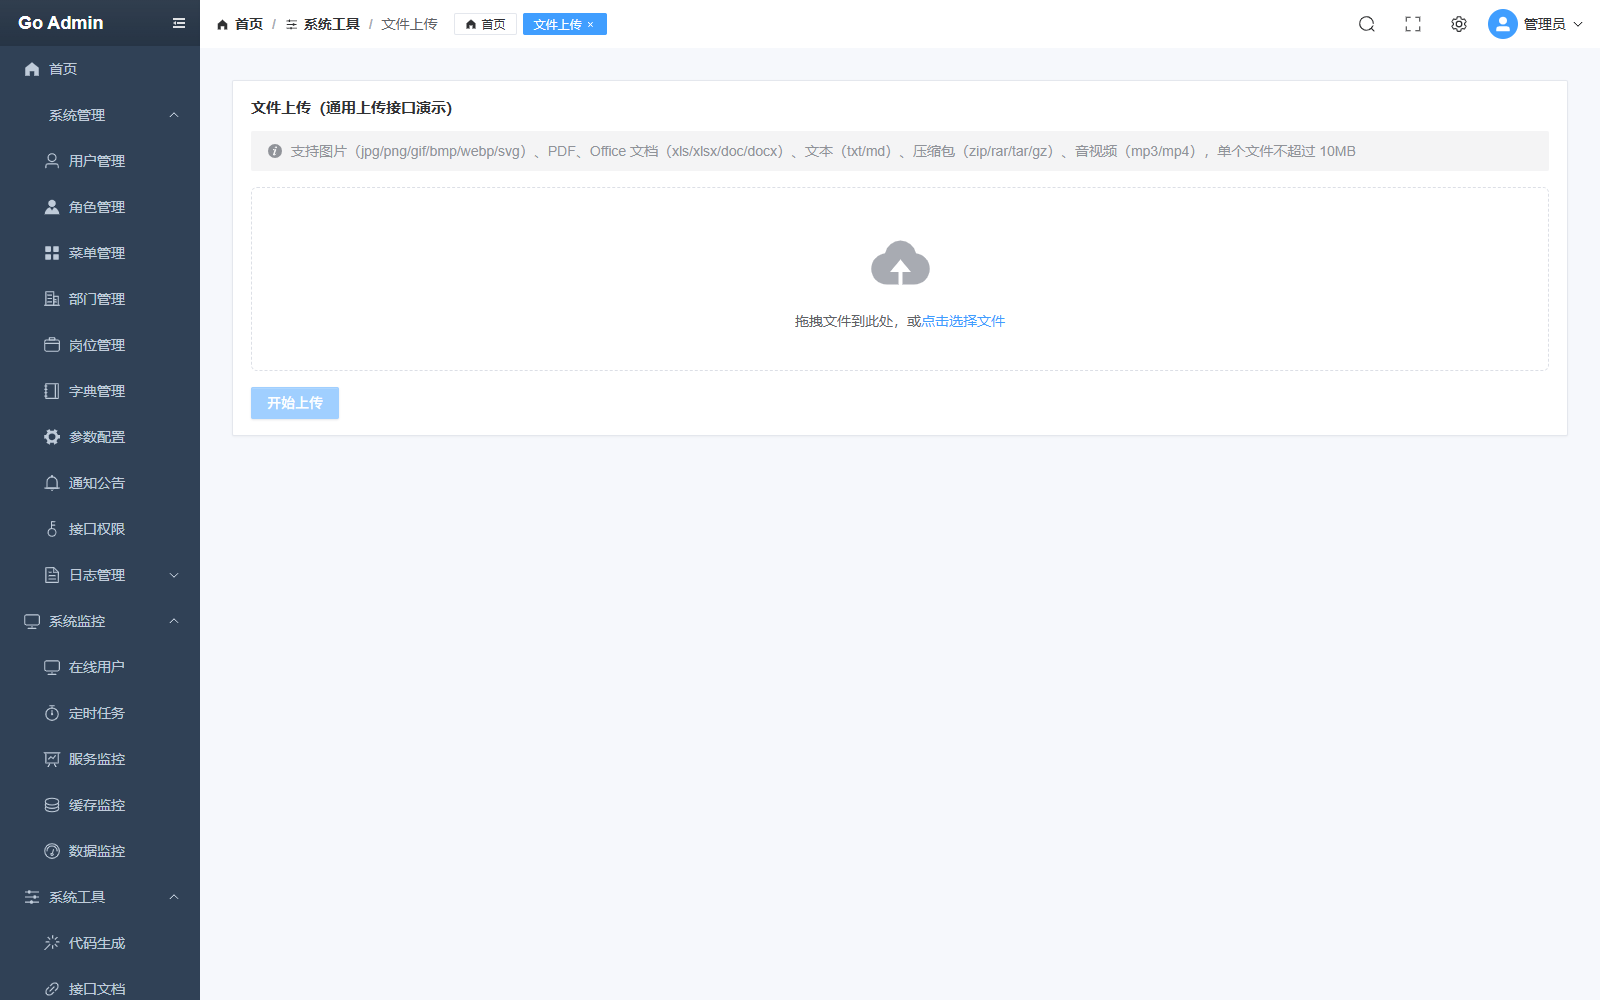 Go Admin
首页
系统管理
用户管理
角色管理
菜单管理
部门管理
岗位管理
字典管理
参数配置
通知公告
接口权限
日志管理
系统监控
在线用户
定时任务
服务监控
缓存监控
数据监控
系统工具
代码生成
接口文档
首页 / 系统工具 / 文件上传
首页
文件上传 ×
管理员
文件上传（通用上传接口演示）
支持图片（jpg/png/gif/bmp/webp/svg）、PDF、Office 文档（xls/xlsx/doc/docx）、文本（txt/md）、压缩包（zip/rar/tar/gz）、音视频（mp3/mp4），单个文件不超过 10MB
拖拽文件到此处，或点击选择文件
开始上传